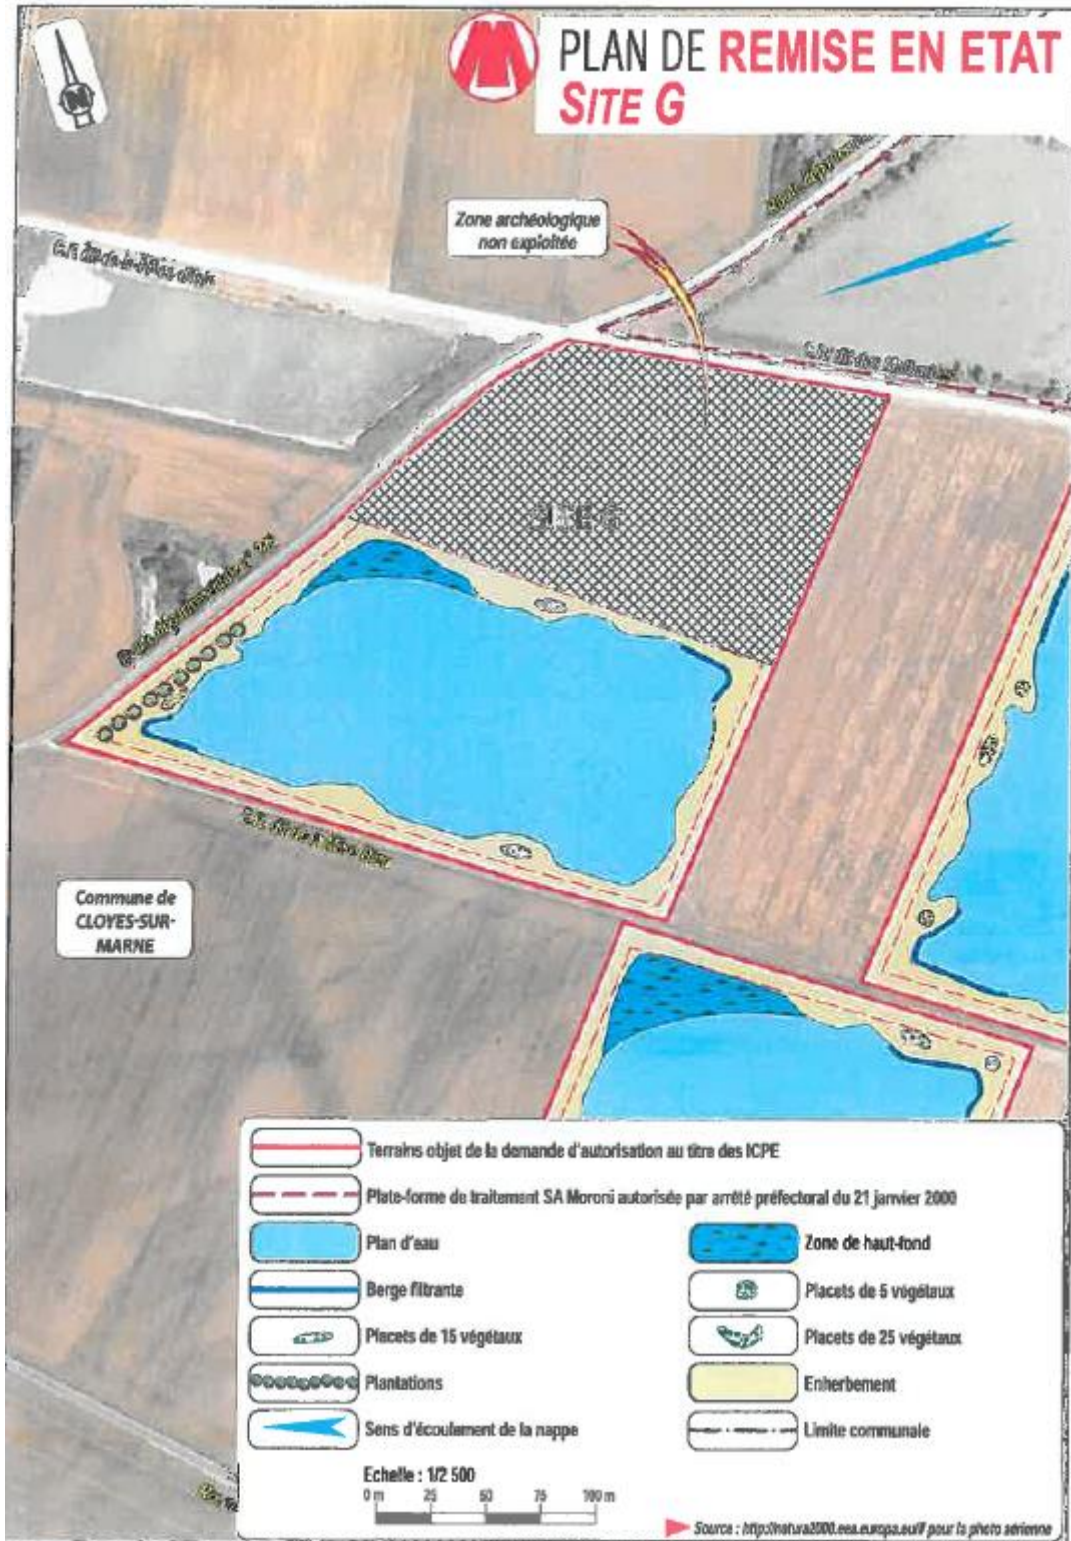 PLAN DE REMISE EN ETAT
SITE G
N
Zone archéologique
non exploitée
Commune de
CLOYES-SUR-
MARNE
Terrains objet de la demande d'autorisation au titre des ICPE
Plate-forme de traitement SA Moroni autorisée par arrêté préfectoral du 21 janvier 2000
Plan d'eau
Zone de haut-fond
Berge filtrante
Placets de 5 végétaux
Placets de 15 végétaux
Placets de 25 végétaux
Plantations
Enherbement
Sens d'écoulement de la nappe
Limite communale
Echelle : 1/2 500
0 m 25 50 75 100 m
Source : http://natura2000.eea.europa.eu/# pour la photo aérienne